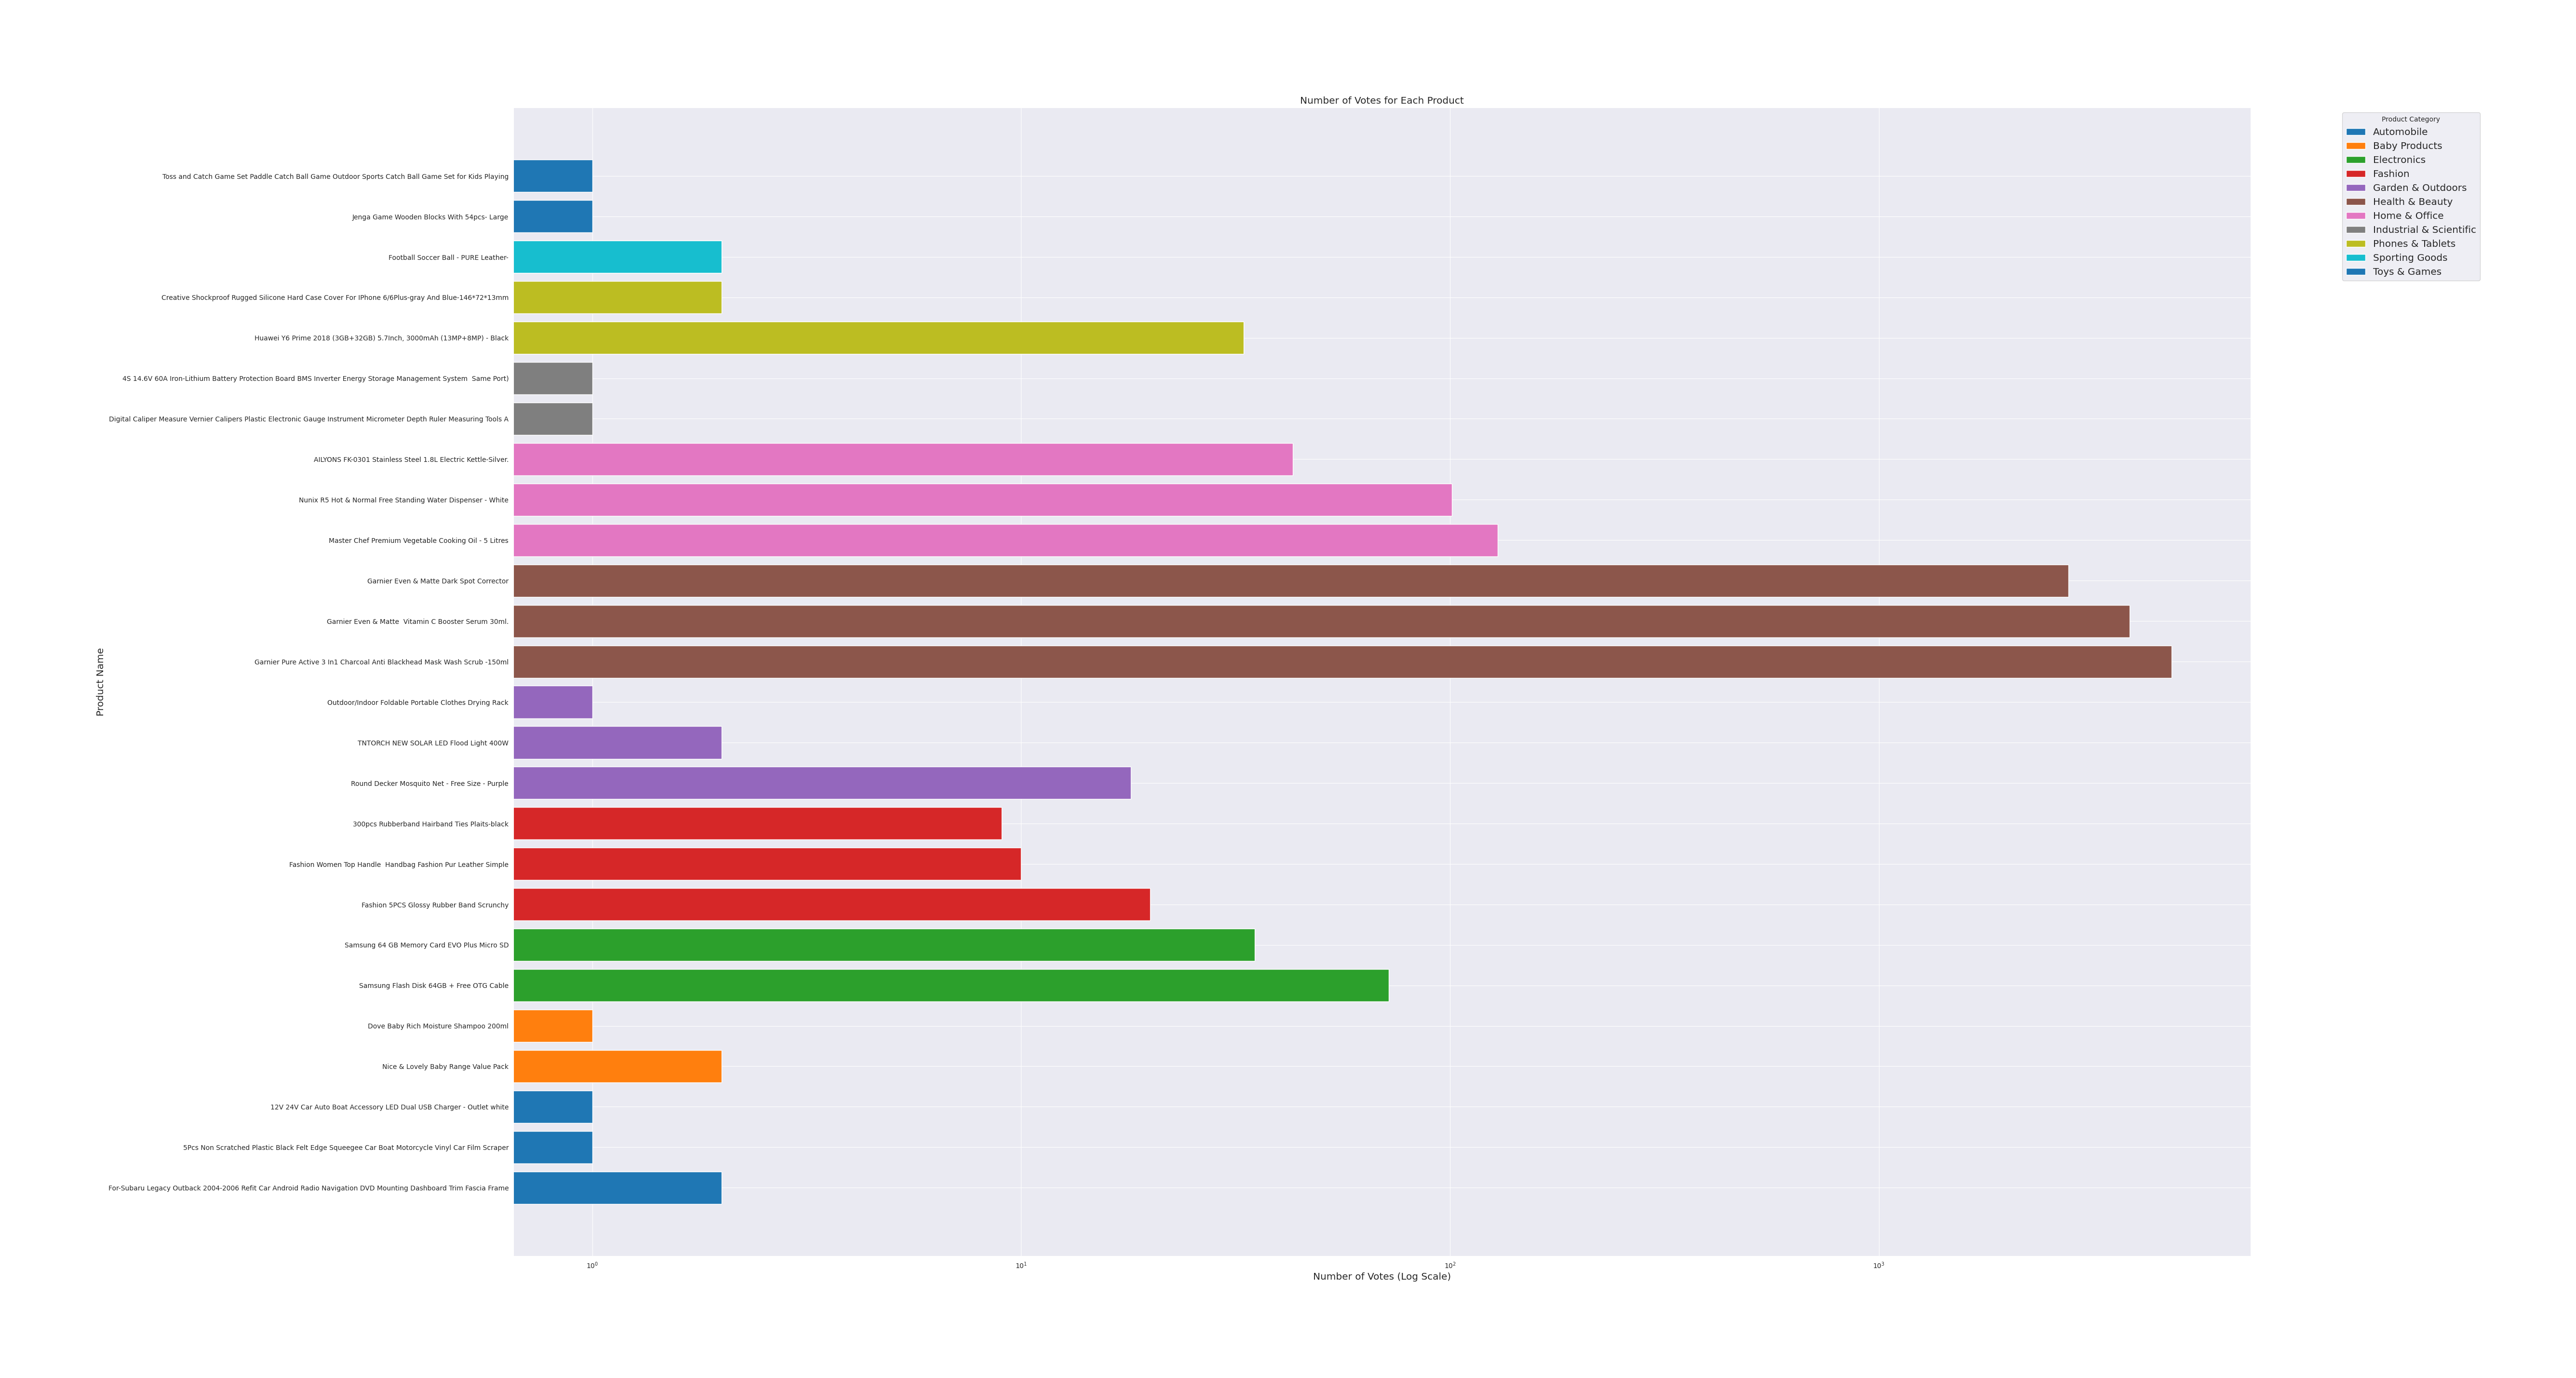 Number of Votes for Each Product
Product Name
Toss and Catch Game Set Paddle Catch Ball Game Outdoor Sports Catch Ball Game Set for Kids Playing
Jenga Game Wooden Blocks With 54pcs- Large
Football Soccer Ball - PURE Leather-
Creative Shockproof Rugged Silicone Hard Case Cover For IPhone 6/6Plus-gray And Blue-146*72*13mm
Huawei Y6 Prime 2018 (3GB+32GB) 5.7Inch, 3000mAh (13MP+8MP) - Black
4S 14.6V 60A Iron-Lithium Battery Protection Board BMS Inverter Energy Storage Management System  Same Port)
Digital Caliper Measure Vernier Calipers Plastic Electronic Gauge Instrument Micrometer Depth Ruler Measuring Tools A
AILYONS FK-0301 Stainless Steel 1.8L Electric Kettle-Silver.
Nunix R5 Hot & Normal Free Standing Water Dispenser - White
Master Chef Premium Vegetable Cooking Oil - 5 Litres
Garnier Even & Matte Dark Spot Corrector
Garnier Even & Matte  Vitamin C Booster Serum 30ml.
Garnier Pure Active 3 In1 Charcoal Anti Blackhead Mask Wash Scrub -150ml
Outdoor/Indoor Foldable Portable Clothes Drying Rack
TNTORCH NEW SOLAR LED Flood Light 400W
Round Decker Mosquito Net - Free Size - Purple
300pcs Rubberband Hairband Ties Plaits-black
Fashion Women Top Handle  Handbag Fashion Pur Leather Simple
Fashion 5PCS Glossy Rubber Band Scrunchy
Samsung 64 GB Memory Card EVO Plus Micro SD
Samsung Flash Disk 64GB + Free OTG Cable
Dove Baby Rich Moisture Shampoo 200ml
Nice & Lovely Baby Range Value Pack
12V 24V Car Auto Boat Accessory LED Dual USB Charger - Outlet white
5Pcs Non Scratched Plastic Black Felt Edge Squeegee Car Boat Motorcycle Vinyl Car Film Scraper
For-Subaru Legacy Outback 2004-2006 Refit Car Android Radio Navigation DVD Mounting Dashboard Trim Fascia Frame
10⁰ 10¹ 10² 10³
Number of Votes (Log Scale)
Product Category
Automobile
Baby Products
Electronics
Fashion
Garden & Outdoors
Health & Beauty
Home & Office
Industrial & Scientific
Phones & Tablets
Sporting Goods
Toys & Games